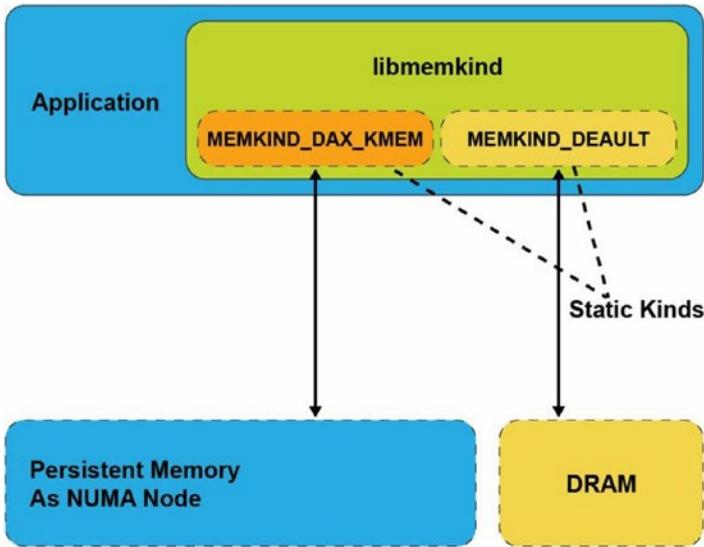 libmemkind
Application
MEMKIND_DAX_KMEM
MEMKIND_DEAULT
Static Kinds
Persistent Memory
As NUMA Node
DRAM